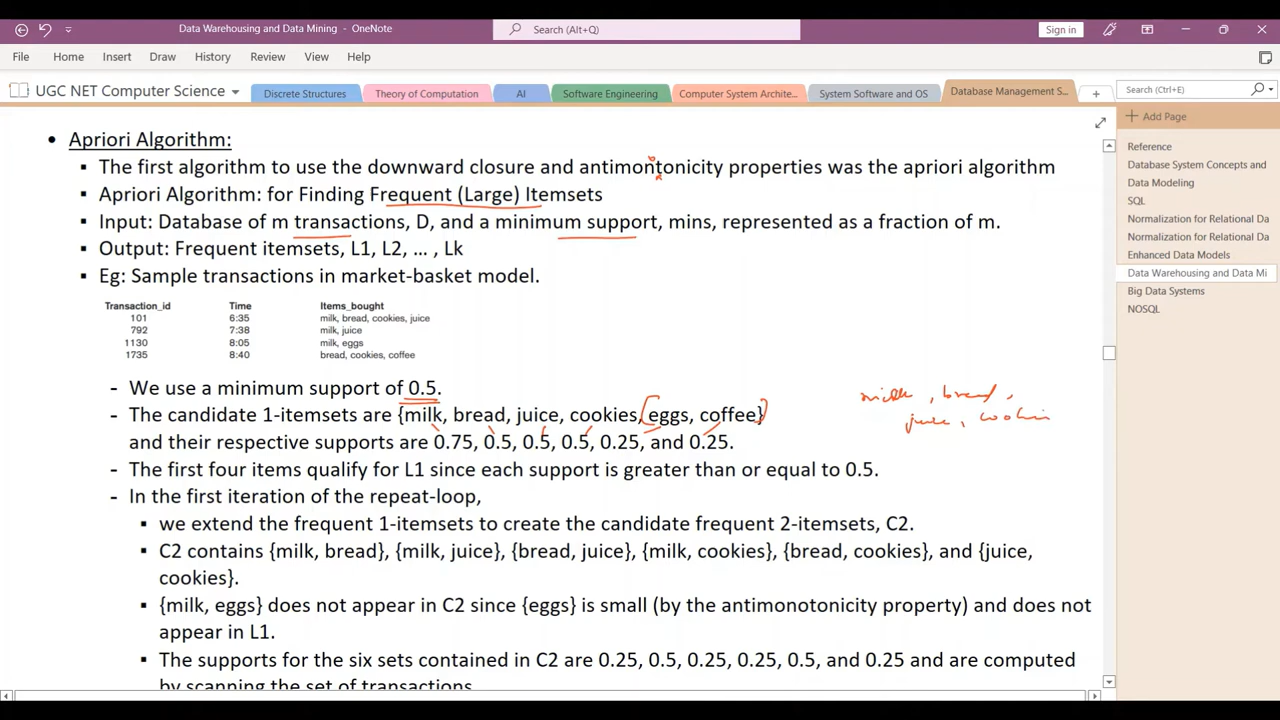 Data Warehousing and Data Mining - OneNote
Search (Alt+Q)
Sign in
File Home Insert Draw History Review View Help
UGC NET Computer Science
Discrete Structures
Theory of Computation
AI
Software Engineering
Computer System Archite...
System Software and OS
Database Management S...
+
Search (Ctrl+E)
Add Page
Reference
Database System Concepts and
Data Modeling
SQL
Normalization for Relational Da
Normalization for Relational Da
Enhanced Data Models
Data Warehousing and Data Mi
Big Data Systems
NOSQL
• Apriori Algorithm:
▪ The first algorithm to use the downward closure and antimontonicity properties was the apriori algorithm
▪ Apriori Algorithm: for Finding Frequent (Large) Itemsets
▪ Input: Database of m transactions, D, and a minimum support, mins, represented as a fraction of m.
▪ Output: Frequent itemsets, L1, L2, … , Lk
▪ Eg: Sample transactions in market-basket model.
Transaction_id Time Items_bought
101 6:35 milk, bread, cookies, juice
792 7:38 milk, juice
1130 8:05 milk, eggs
1735 8:40 bread, cookies, coffee
- We use a minimum support of 0.5.
- The candidate 1-itemsets are {milk, bread, juice, cookies, eggs, coffee}
and their respective supports are 0.75, 0.5, 0.5, 0.5, 0.25, and 0.25.
milk, bread,
juice, cookies
- The first four items qualify for L1 since each support is greater than or equal to 0.5.
- In the first iteration of the repeat-loop,
▪ we extend the frequent 1-itemsets to create the candidate frequent 2-itemsets, C2.
▪ C2 contains {milk, bread}, {milk, juice}, {bread, juice}, {milk, cookies}, {bread, cookies}, and {juice,
cookies}.
▪ {milk, eggs} does not appear in C2 since {eggs} is small (by the antimonotonicity property) and does not
appear in L1.
▪ The supports for the six sets contained in C2 are 0.25, 0.5, 0.25, 0.25, 0.5, and 0.25 and are computed
by scanning the set of transactions